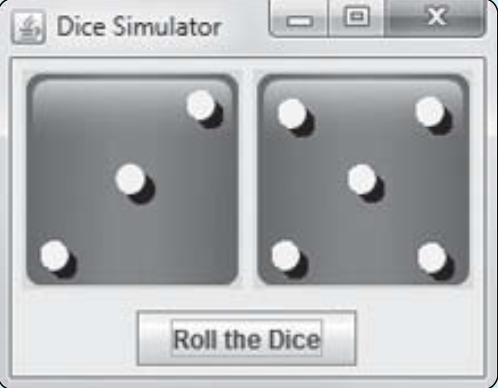 Dice Simulator
Roll the Dice